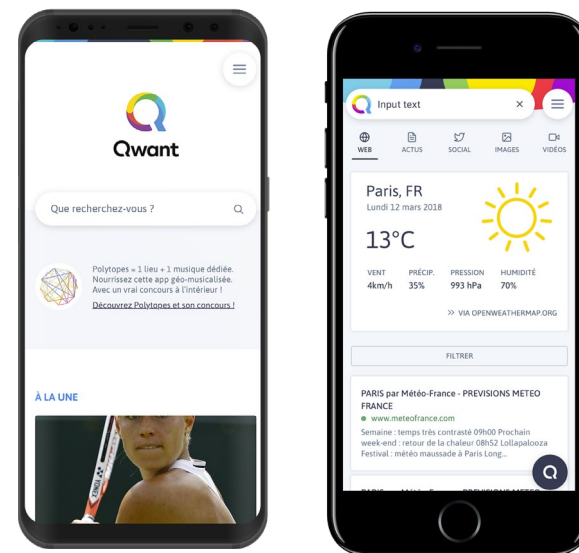 Qwant
Que recherchez-vous ?
Polytopes = 1 lieu + 1 musique dédiée.
Nourrissez cette app géo-musicalisée.
Avec un vrai concours à l'intérieur !
Découvrez Polytopes et son concours !
À LA UNE
YONEX
Input text
WEB ACTUS SOCIAL IMAGES VIDÉOS
Paris, FR
Lundi 12 mars 2018
13°C
VENT PRÉCIP. PRESSION HUMIDITÉ
4km/h 35% 993 hPa 70%
>> VIA OPENWEATHERMAP.ORG
FILTRER
PARIS par Météo-France - PREVISIONS METEO
FRANCE
www.meteofrance.com
Semaine : temps très contrasté 09h00 Prochain
week-end : retour de la chaleur 08h52 Lollapalooza
Festival : météo maussade à Paris Long...